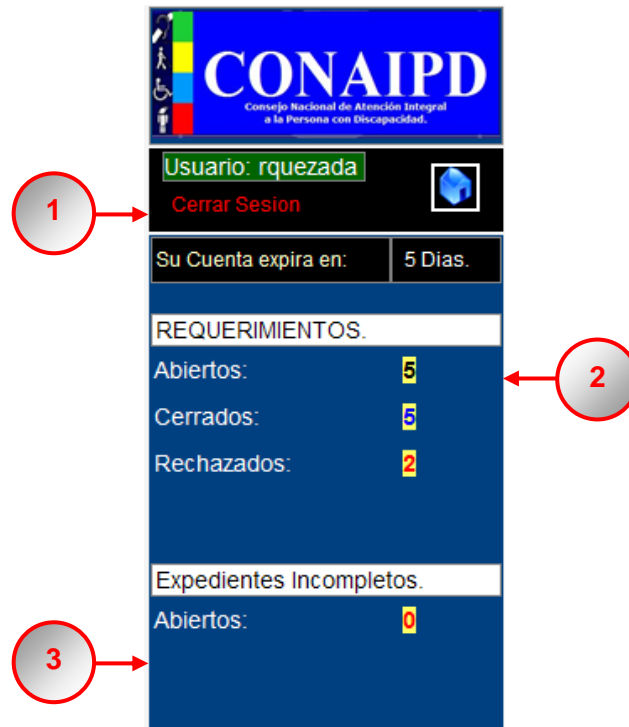 CONAIPD
Consejo Nacional de Atención Integral
a la Persona con Discapacidad.
Usuario: rquezada
Cerrar Sesion
1
Su Cuenta expira en: 5 Dias.
REQUERIMIENTOS.
Abiertos: 5
2
Cerrados: 5
Rechazados: 2
Expedientes Incompletos.
Abiertos: 0
3